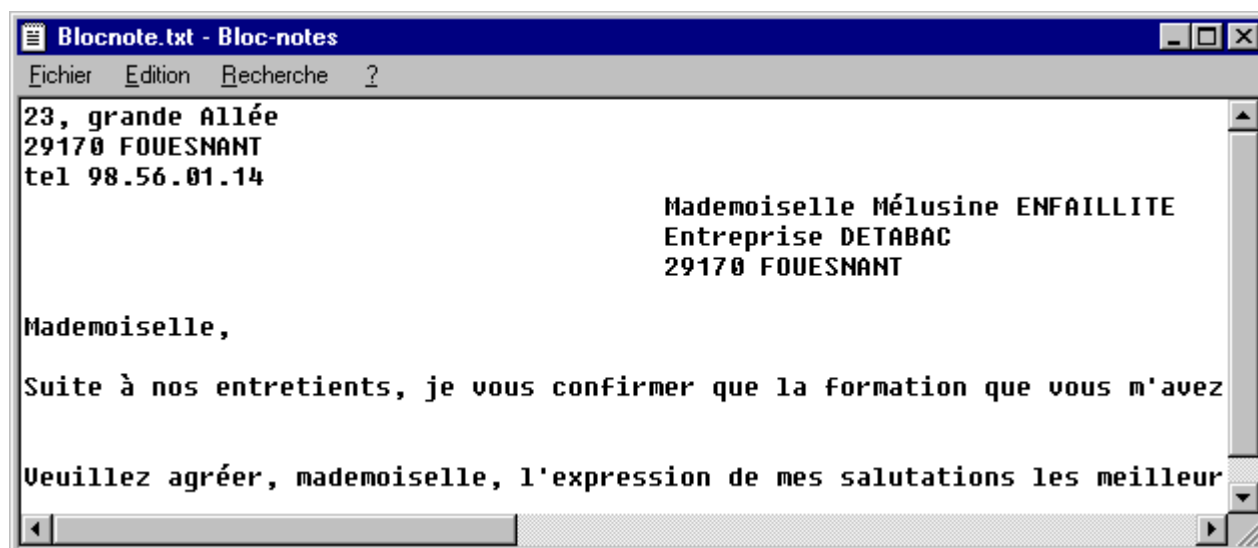 Blocnote.txt - Bloc-notes
Fichier Edition Recherche ?
23, grande Allée
29170 FOUESNANT
tel 98.56.01.14
Mademoiselle Mélusine ENFAILLITE
Entreprise DETABAC
29170 FOUESNANT
Mademoiselle,
Suite à nos entretients, je vous confirmer que la formation que vous m'avez
Veuillez agréer, mademoiselle, l'expression de mes salutations les meilleur